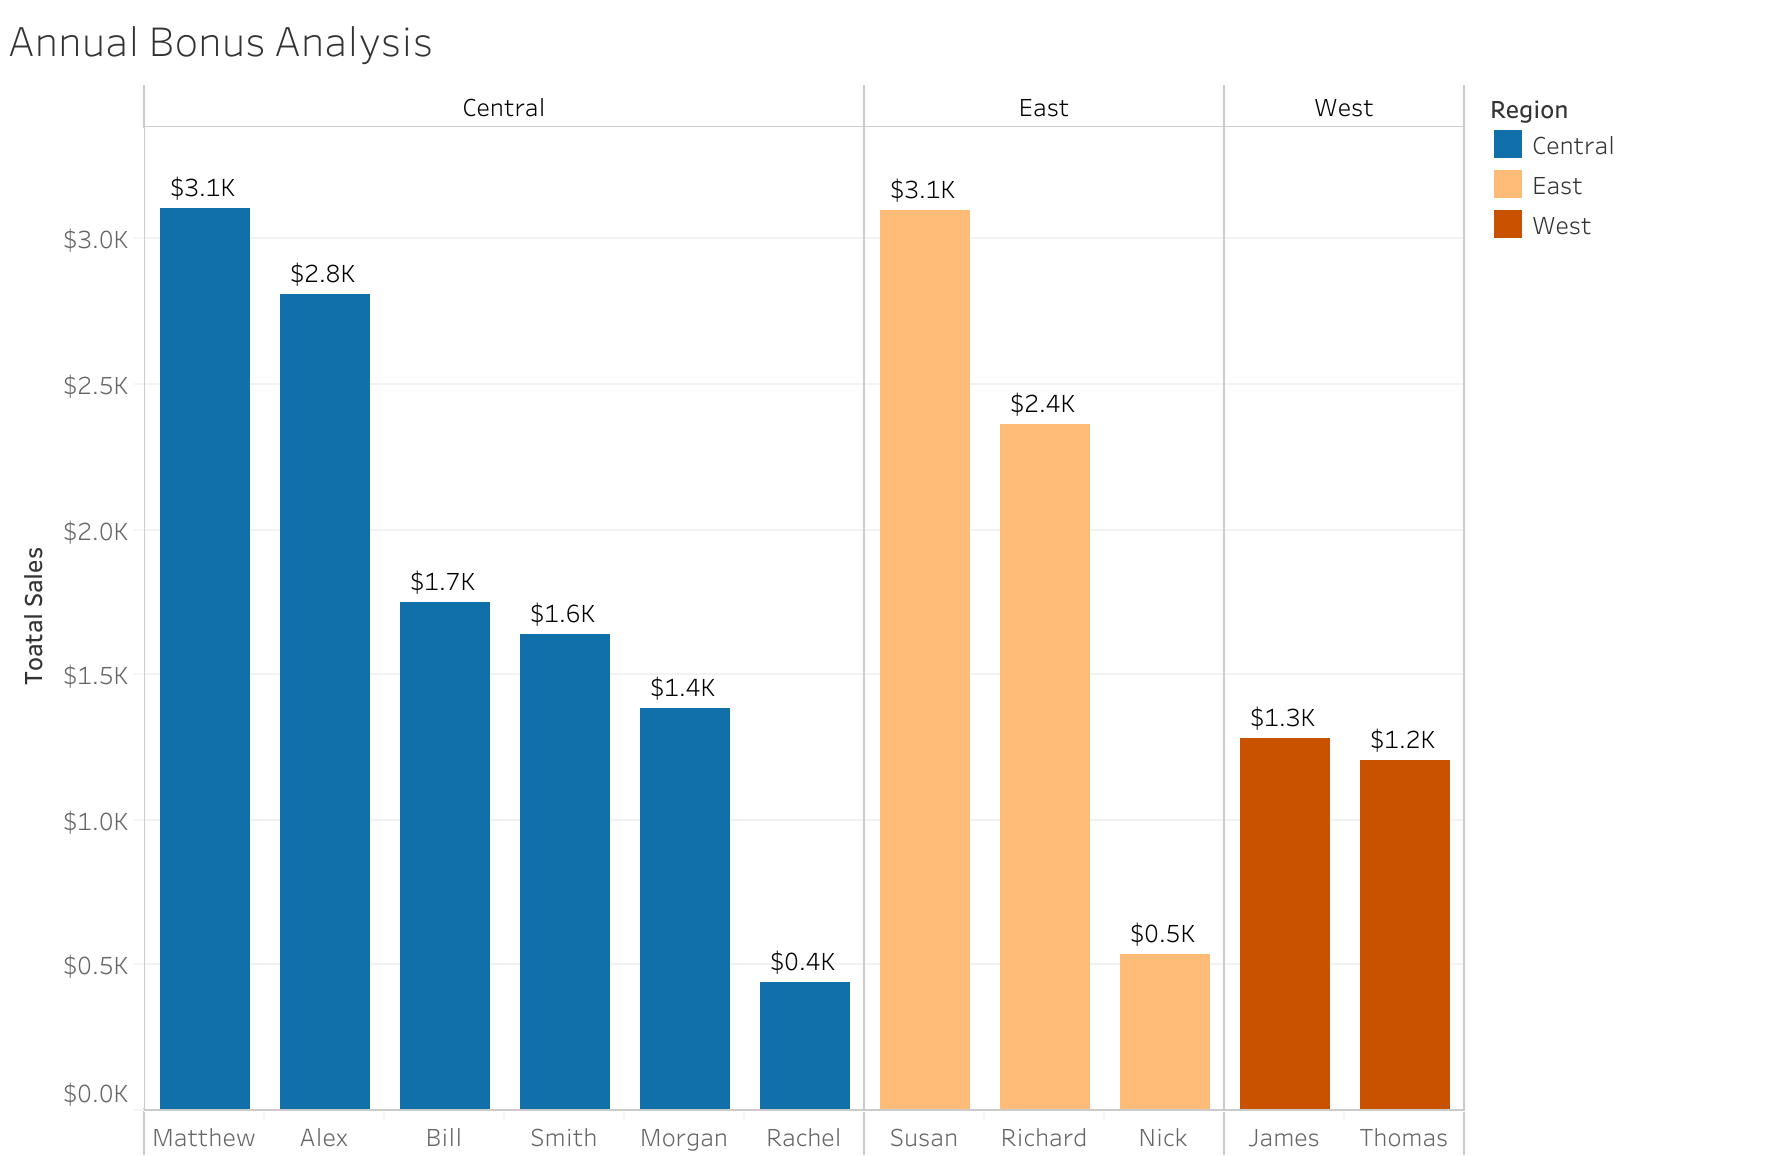 Annual Bonus Analysis
Central East West
Region
Central
East
West
$3.1K $3.1K
$3.0K
$2.8K
$2.5K
$2.4K
$2.0K
$1.7K
$1.6K
Toatal Sales
$1.5K
$1.4K
$1.3K
$1.2K
$1.0K
$0.5K
$0.5K
$0.4K
$0.0K
Matthew Alex Bill Smith Morgan Rachel Susan Richard Nick James Thomas